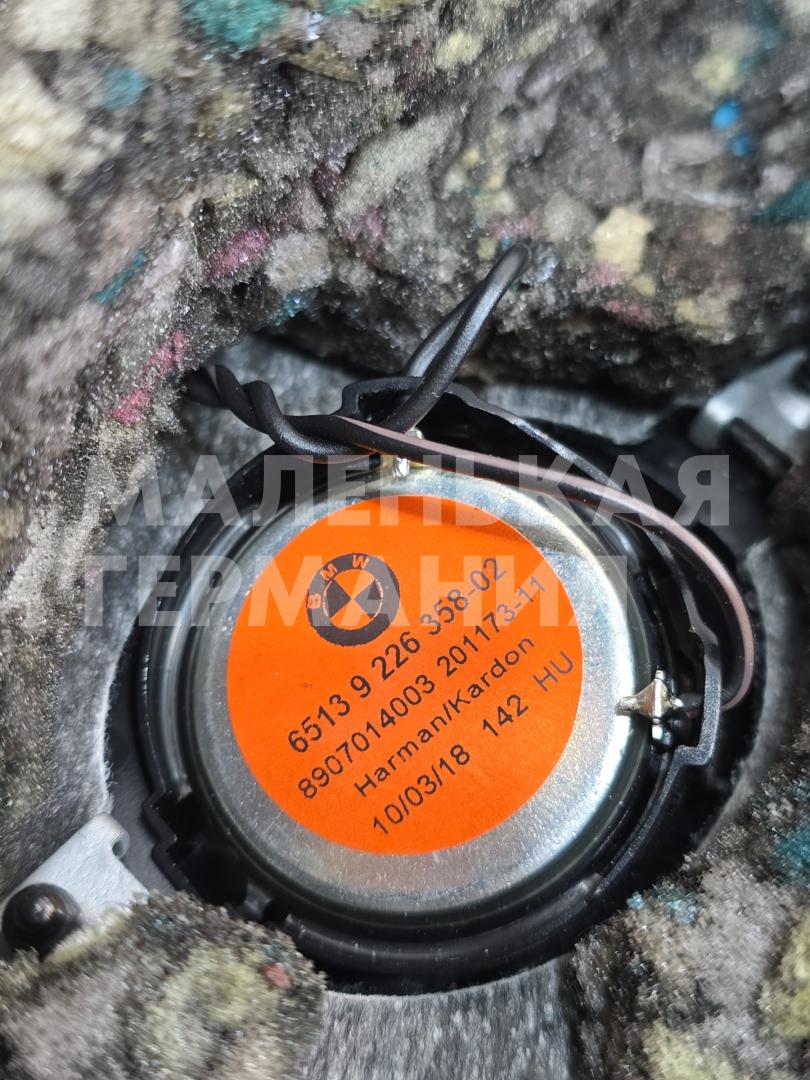 МАЛЕНЬКАЯ
ГЕРМАНИЯ
BMW
6513 9 226 358-02
8907014003 201173-11
Harman/Kardon
10/03/18 142 HU